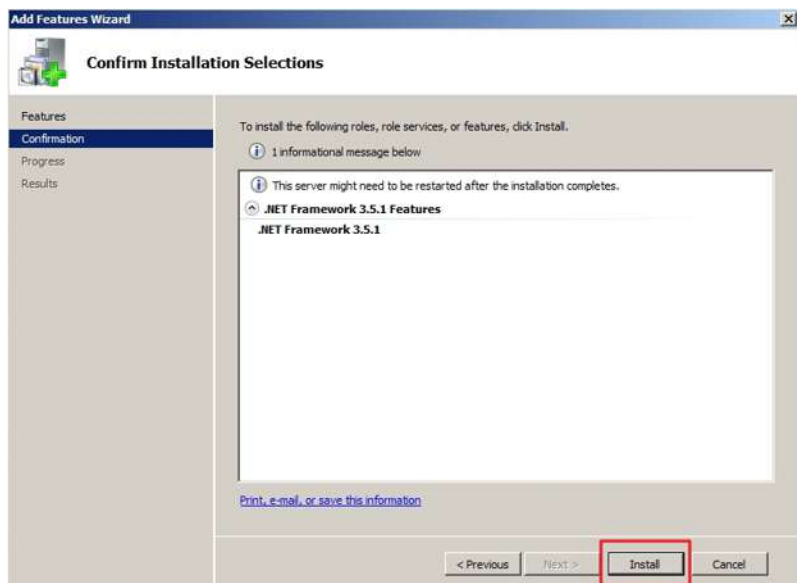 Add Features Wizard
Confirm Installation Selections
Features
Confirmation
Progress
Results
To install the following roles, role services, or features, click Install.
1 informational message below
This server might need to be restarted after the installation completes.
.NET Framework 3.5.1 Features
.NET Framework 3.5.1
Print, e-mail, or save this information
< Previous Next > Install Cancel